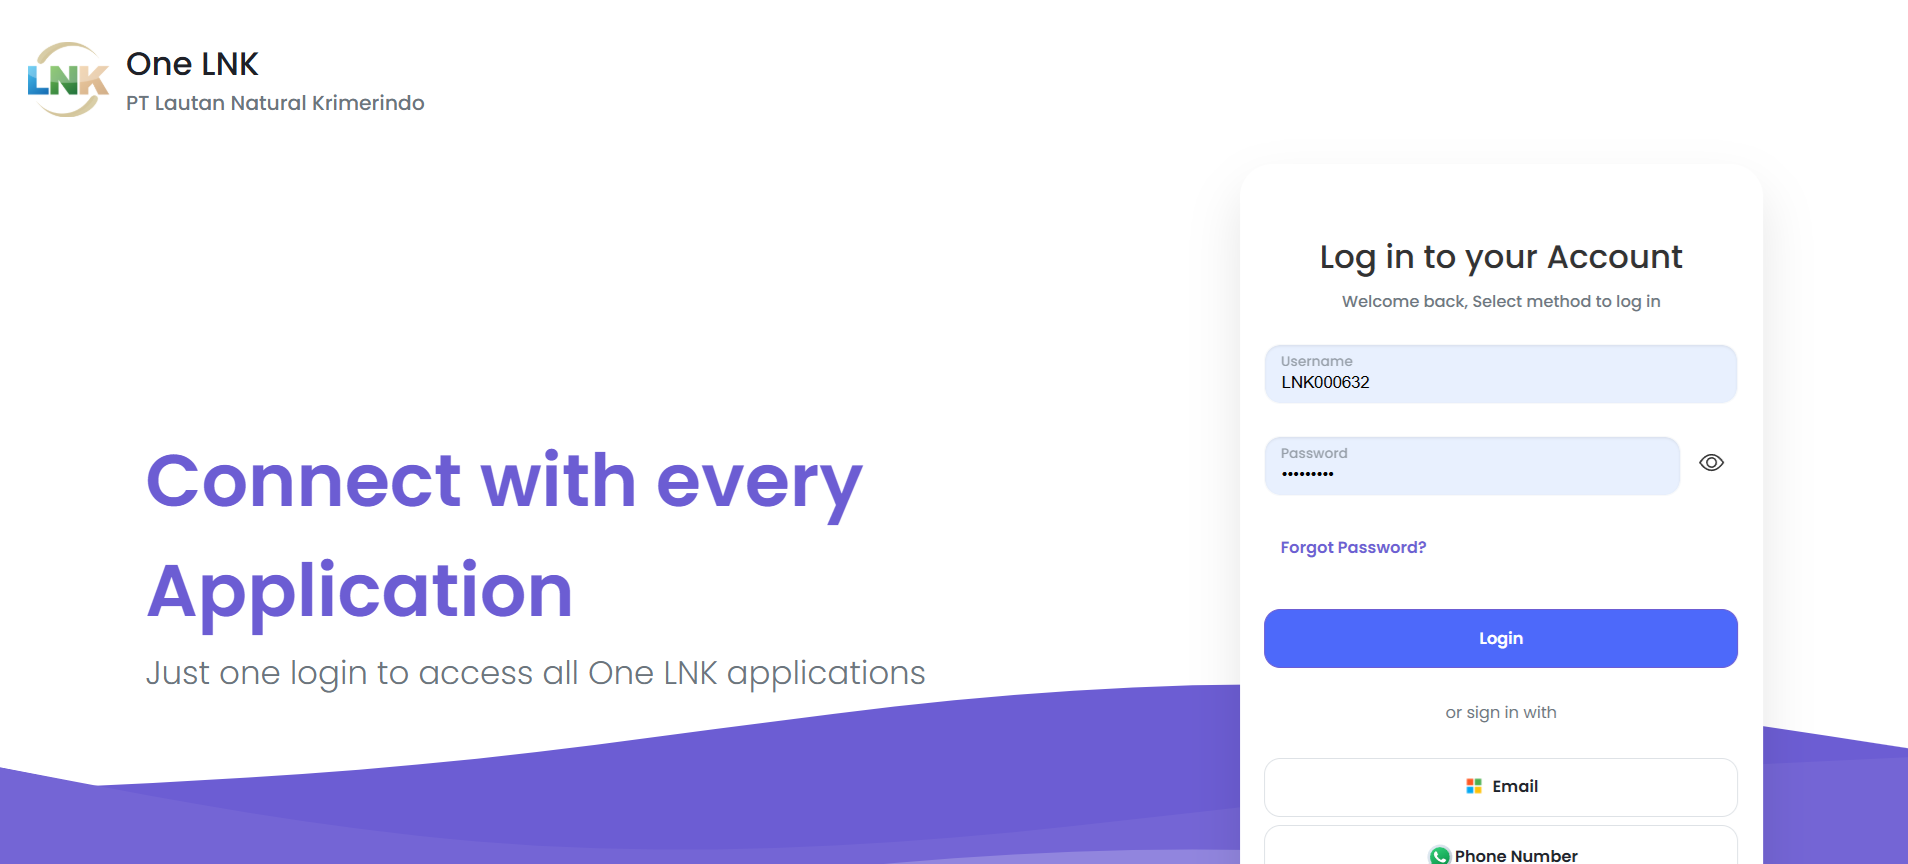 LNK
One LNK
PT Lautan Natural Krimerindo
Connect with every
Application
Just one login to access all One LNK applications
Log in to your Account
Welcome back, Select method to log in
Username
LNK000632
Password
•••••••••
Forgot Password?
Login
or sign in with
Email
Phone Number